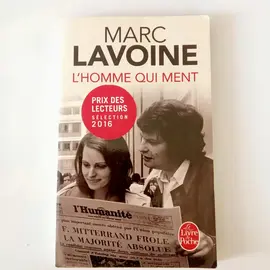 MARC
LAVOINE
L'HOMME QUI MENT
PRIX DES
LECTEURS
SÉLECTION
2016
l'Humanité
F. MITTERRAND FRÔLE
LA MAJORITÉ ABSOLUE
Le Livre
de Poche